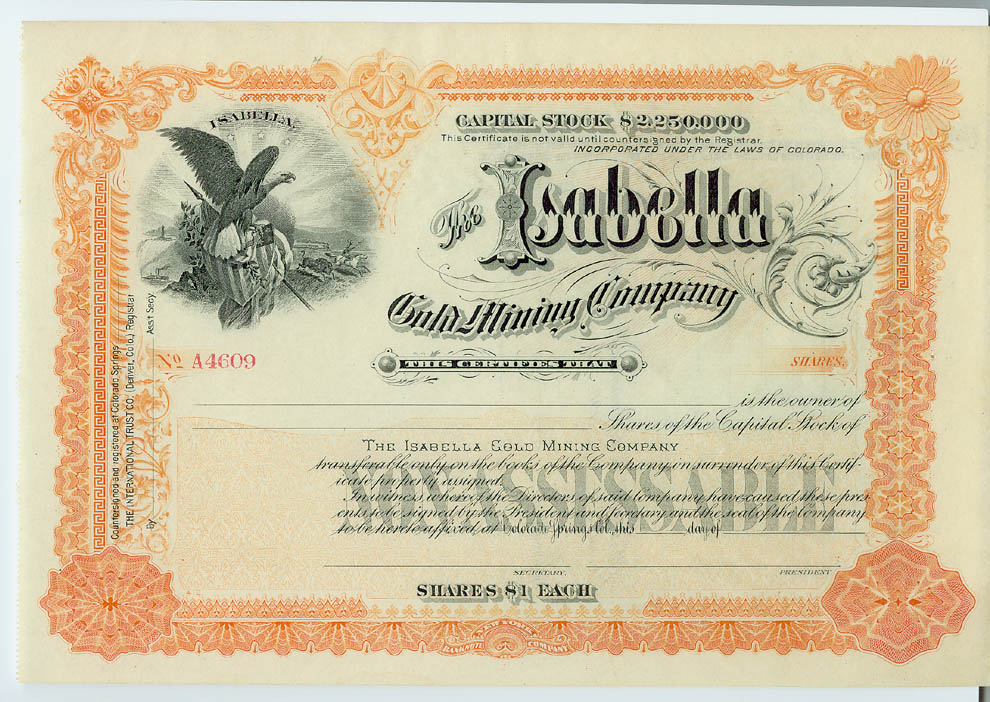 ISABELLA.
CAPITAL STOCK $2,250,000
This Certificate is not valid until countersigned by the Registrar.
INCORPORATED UNDER THE LAWS OF COLORADO.
The Isabella
Gold Mining Company
No A4609
THIS CERTIFIES THAT
SHARES.
is the owner of
Shares of the Capital Stock of
THE ISABELLA GOLD MINING COMPANY
transferable only on the books of the Company on surrender of this Certif-
icate properly assigned.
In witness whereof the Directors of said Company have caused these pres
ents to be signed by the President and Secretary and the seal of the Company
to be hereto affixed, at Colorado Springs Col., this day of
ASSESSABLE
SECRETARY.
PRESIDENT
SHARES $1 EACH
NEW YORK
BANKNOTE COMPANY
Countersigned and registered at Colorado Springs
THE INTERNATIONAL TRUST CO. (Denver, Colo.) Registrar
By Ass't Secy